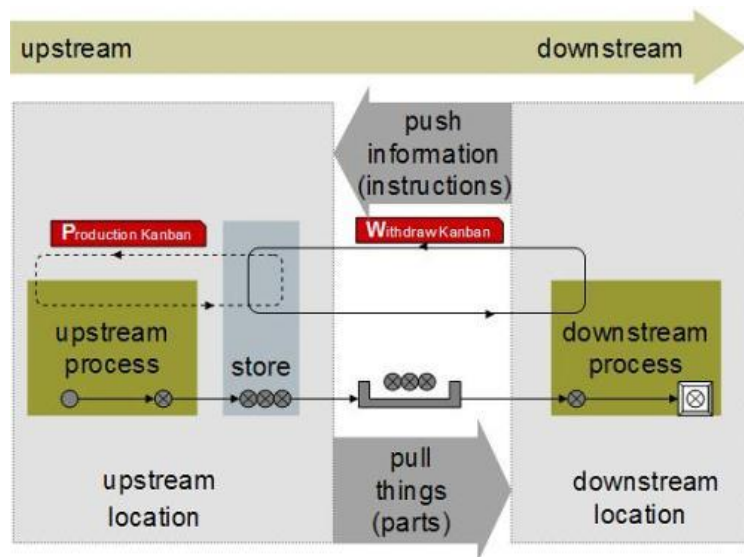 upstream
downstream
push
information
(instructions)
Production Kanban
Withdraw Kanban
upstream
process
store
downstream
process
upstream
location
pull
things
(parts)
downstream
location